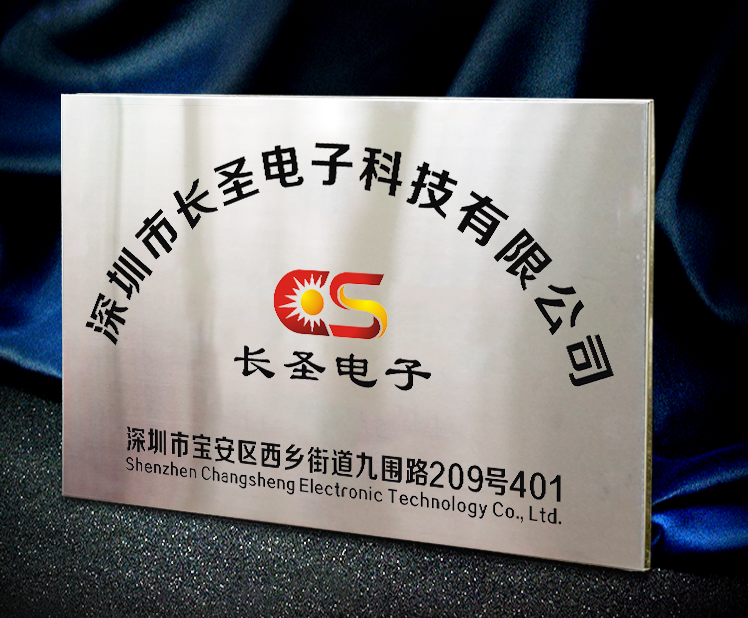 深圳市长圣电子科技有限公司
CS
长圣电子
深圳市宝安区西乡街道九围路209号401
Shenzhen Changsheng Electronic Technology Co., Ltd.